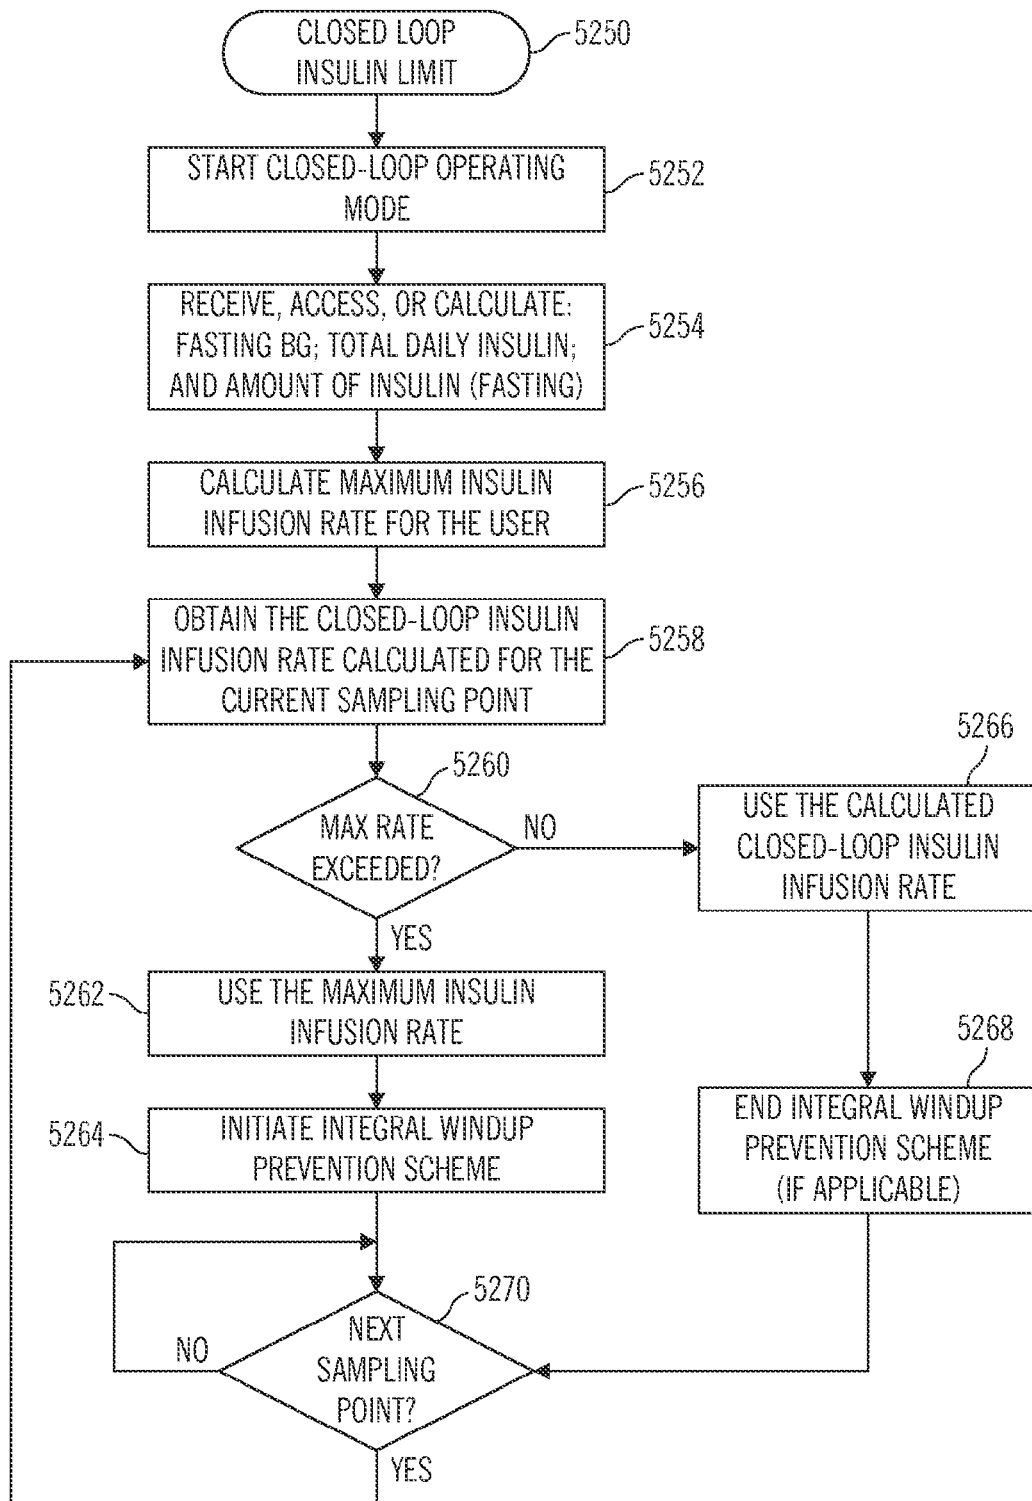 CLOSED LOOP
INSULIN LIMIT
5250
START CLOSED-LOOP OPERATING
MODE
5252
RECEIVE, ACCESS, OR CALCULATE:
FASTING BG; TOTAL DAILY INSULIN;
AND AMOUNT OF INSULIN (FASTING)
5254
CALCULATE MAXIMUM INSULIN
INFUSION RATE FOR THE USER
5256
OBTAIN THE CLOSED-LOOP INSULIN
INFUSION RATE CALCULATED FOR THE
CURRENT SAMPLING POINT
5258
MAX RATE
EXCEEDED?
5260
NO
YES
5266
USE THE CALCULATED
CLOSED-LOOP INSULIN
INFUSION RATE
5262
USE THE MAXIMUM INSULIN
INFUSION RATE
5264
INITIATE INTEGRAL WINDUP
PREVENTION SCHEME
5268
END INTEGRAL WINDUP
PREVENTION SCHEME
(IF APPLICABLE)
5270
NEXT
SAMPLING
POINT?
NO
YES